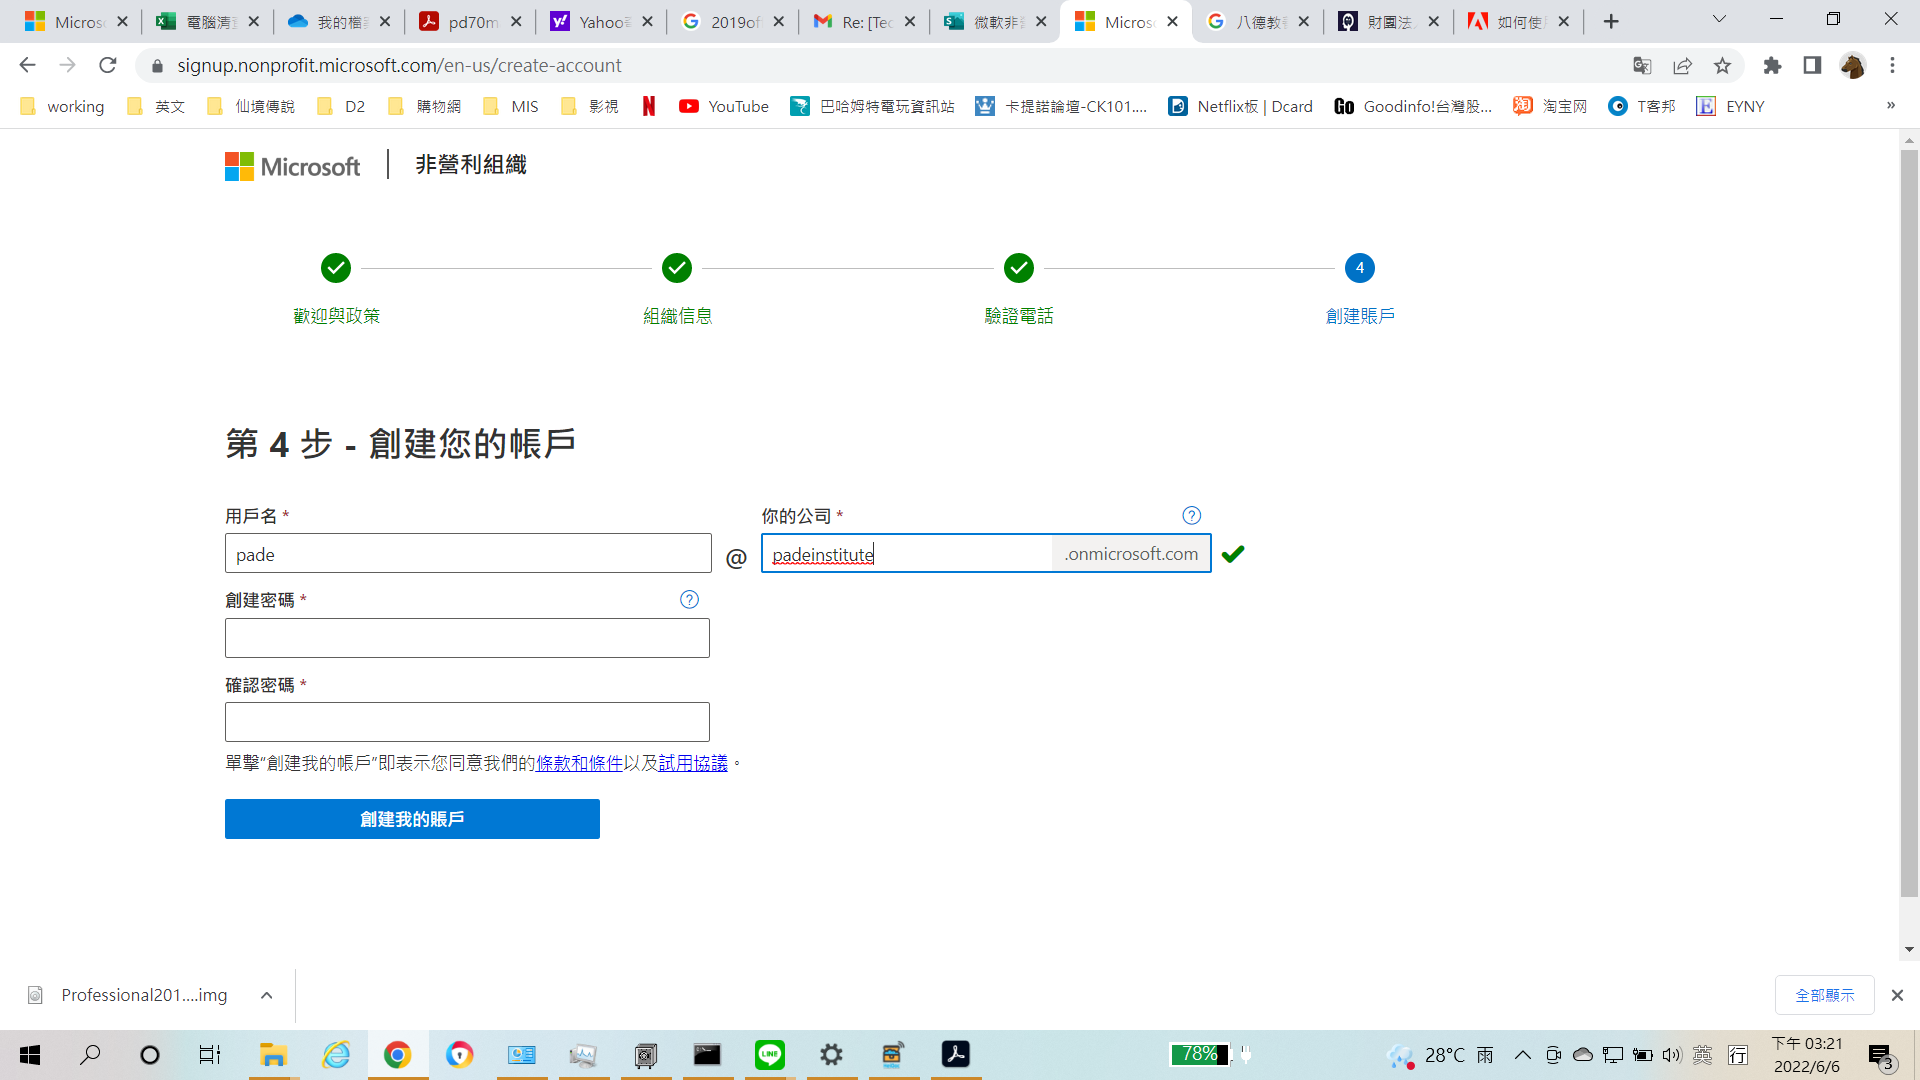 Micros
電腦清
我的檔
pd70m
Yahoo
2019of
Re: [Tec
微軟非
Micros
八德教
財團法
如何使
signup.nonprofit.microsoft.com/en-us/create-account
working
英文
仙境傳說
D2
購物網
MIS
影視
YouTube
巴哈姆特電玩資訊站
卡提諾論壇-CK101....
Netflix板 | Dcard
Go
Goodinfo!台灣股...
淘宝网
T客邦
EYNY
»
Microsoft
非營利組織
4
歡迎與政策
組織信息
驗證電話
創建賬戶
第 4 步 - 創建您的帳戶
用戶名 *
你的公司 *
?
pade
@
padeinstitute
.onmicrosoft.com
創建密碼 *
?
確認密碼 *
單擊“創建我的帳戶”即表示您同意我們的條款和條件以及試用協議。
創建我的賬戶
Professional201....img
全部顯示
LINE
78%
28°C 雨
英
行
下午 03:21
2022/6/6
3